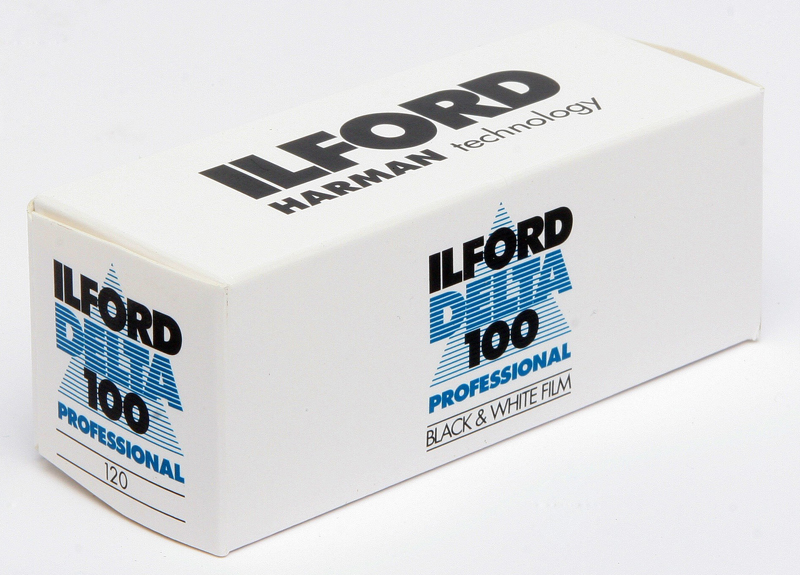 ILFORD
HARMAN technology
ILFORD
DELTA
100
PROFESSIONAL
BLACK & WHITE FILM
ILFORD
DELTA
100
PROFESSIONAL
120